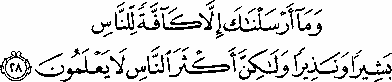 وَمَآ أَرْسَلْنَٰكَ إِلَّا كَآفَّةً لِّلنَّاسِ
بَشِيرًا وَنَذِيرًا وَلَٰكِنَّ أَكْثَرَ ٱلنَّاسِ لَا يَعْلَمُونَ ۝٢٨